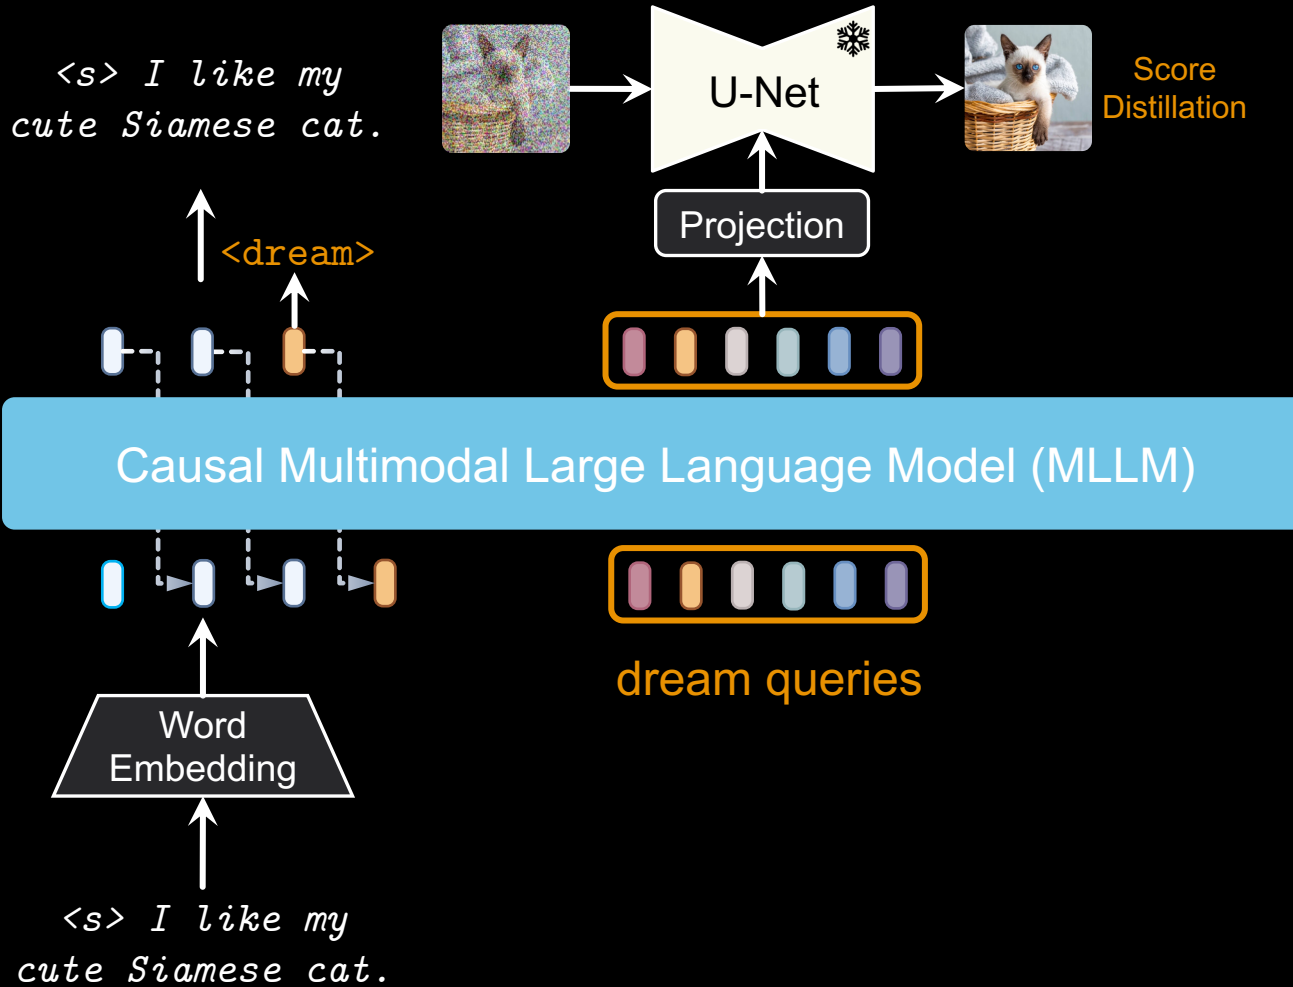 <s> I like my
cute Siamese cat.
U-Net
Score
Distillation
Projection
<dream>
Causal Multimodal Large Language Model (MLLM)
dream queries
Word
Embedding
<s> I like my
cute Siamese cat.